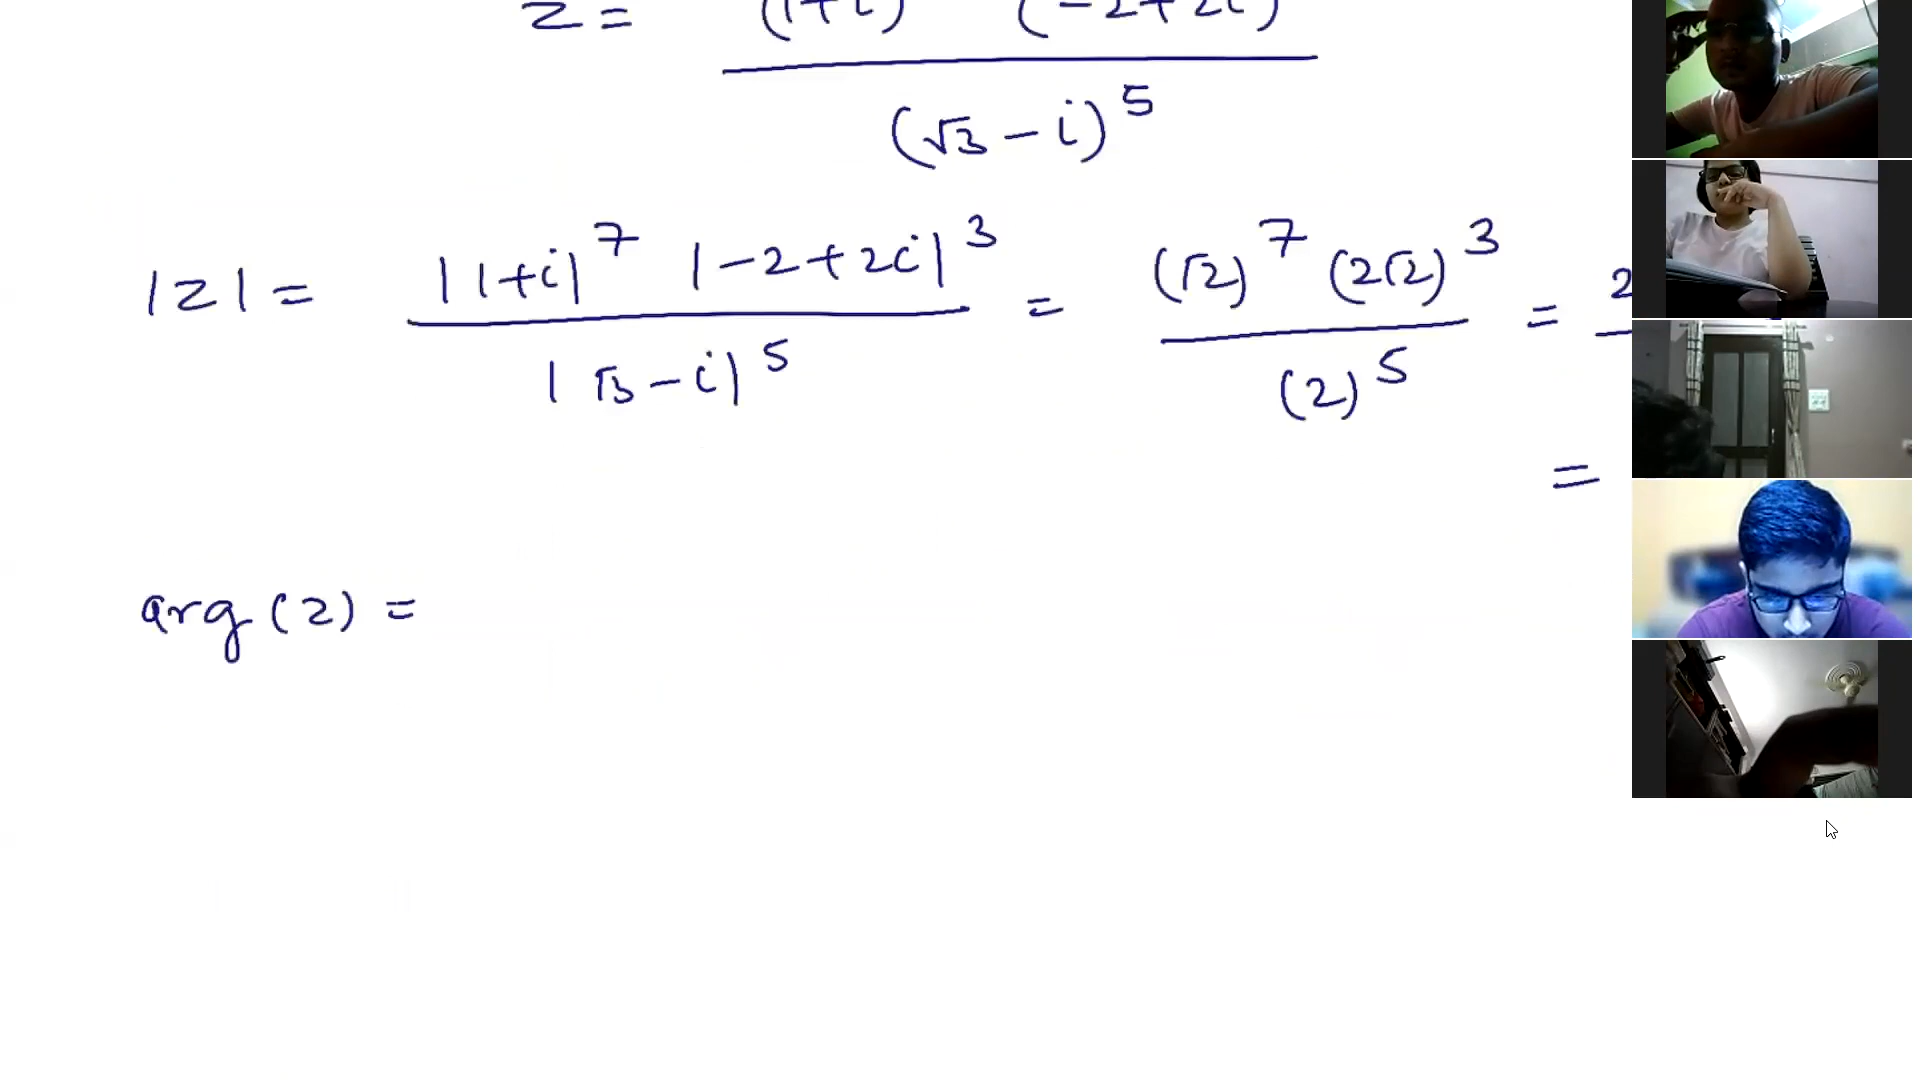 z = (1+i) (-2+2i)
(√3 - i)^5
|z| = |1+i|^7 |-2+2i|^3 / |√3-i|^5 = (√2)^7 (2√2)^3 / (2)^5 = 2
=
arg(z) =